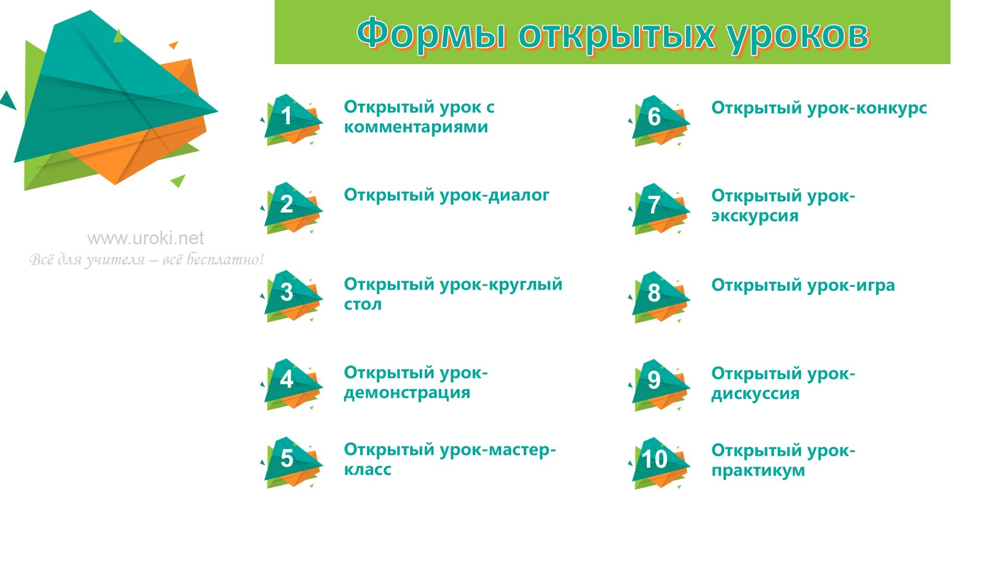 Формы открытых уроков
1
Открытый урок с
комментариями
2
Открытый урок-диалог
3
Открытый урок-круглый
стол
4
Открытый урок-
демонстрация
5
Открытый урок-мастер-
класс
6
Открытый урок-конкурс
7
Открытый урок-
экскурсия
8
Открытый урок-игра
9
Открытый урок-
дискуссия
10
Открытый урок-
практикум
www.uroki.net
Всё для учителя – всё бесплатно!